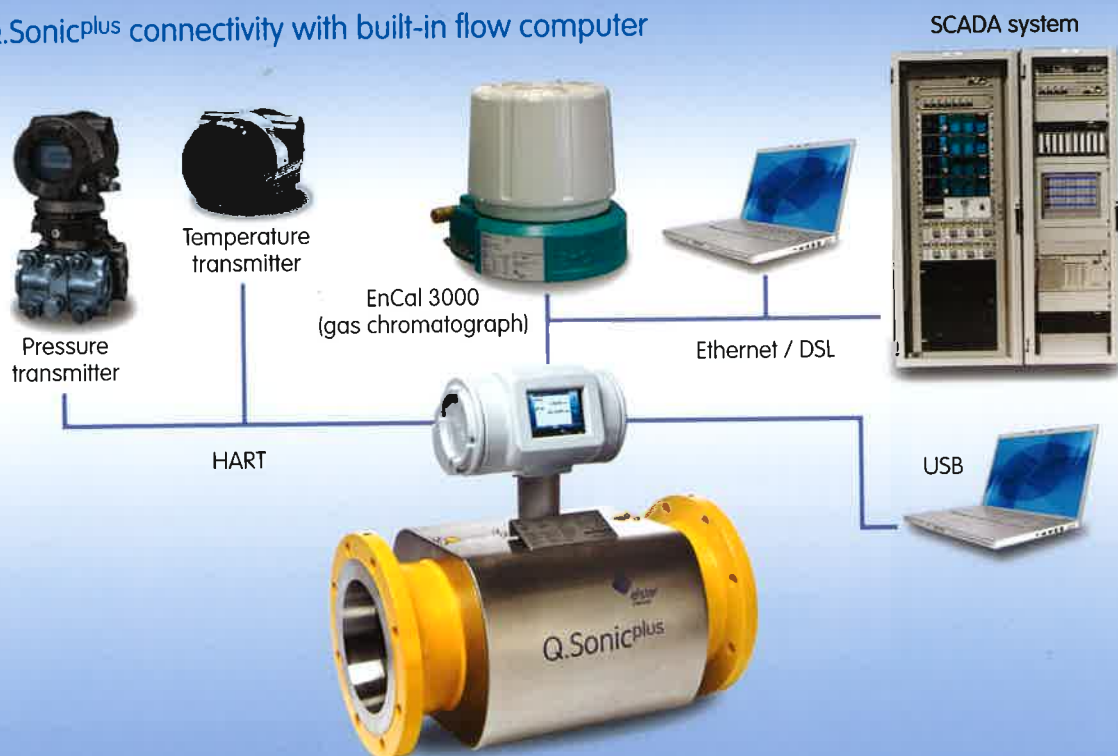 .Sonicplus connectivity with built-in flow computer
SCADA system
Temperature
transmitter
EnCal 3000
(gas chromatograph)
Pressure
transmitter
Ethernet / DSL
HART
USB
elster
Q.Sonicplus